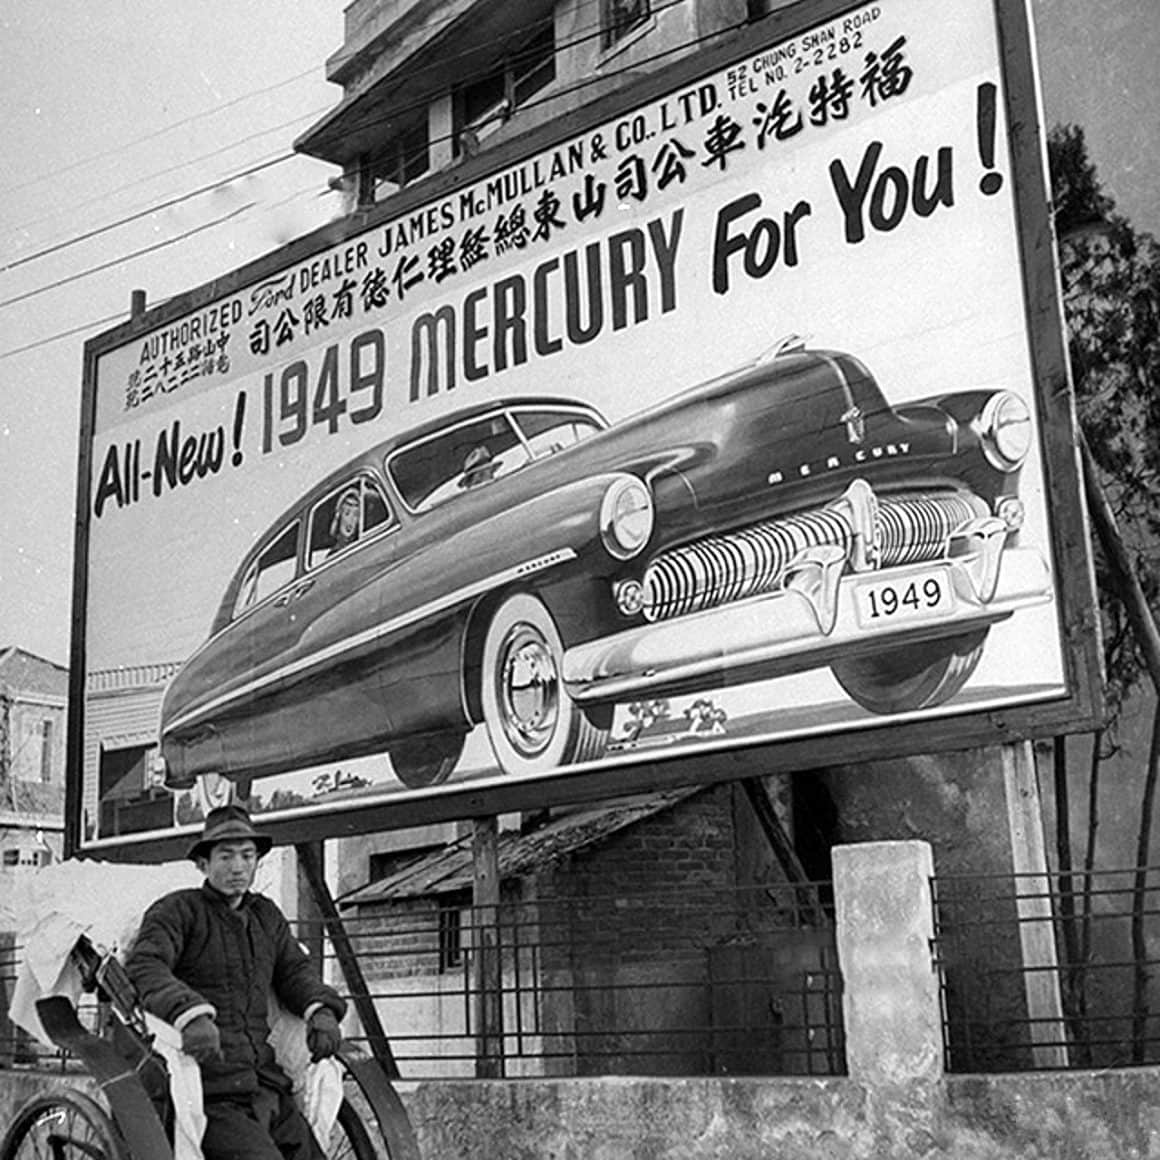 52 CHUNG SHAN ROAD
TEL NO. 2-2282
AUTHORIZED Ford DEALER JAMES McMULLAN & CO., LTD.
福特汽車公司山東總經理仁德有限公司
中山路五十二號
電話二二二八二號
All-New! 1949 MERCURY For You!
MERCURY
MERCURY
1949